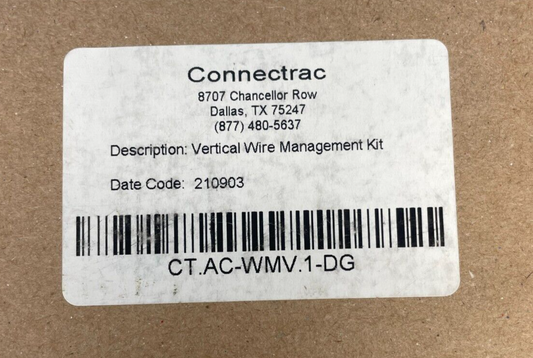 Connectrac
8707 Chancellor Row
Dallas, TX 75247
(877) 480-5637
Description: Vertical Wire Management Kit
Date Code: 210903
CT.AC-WMV.1-DG